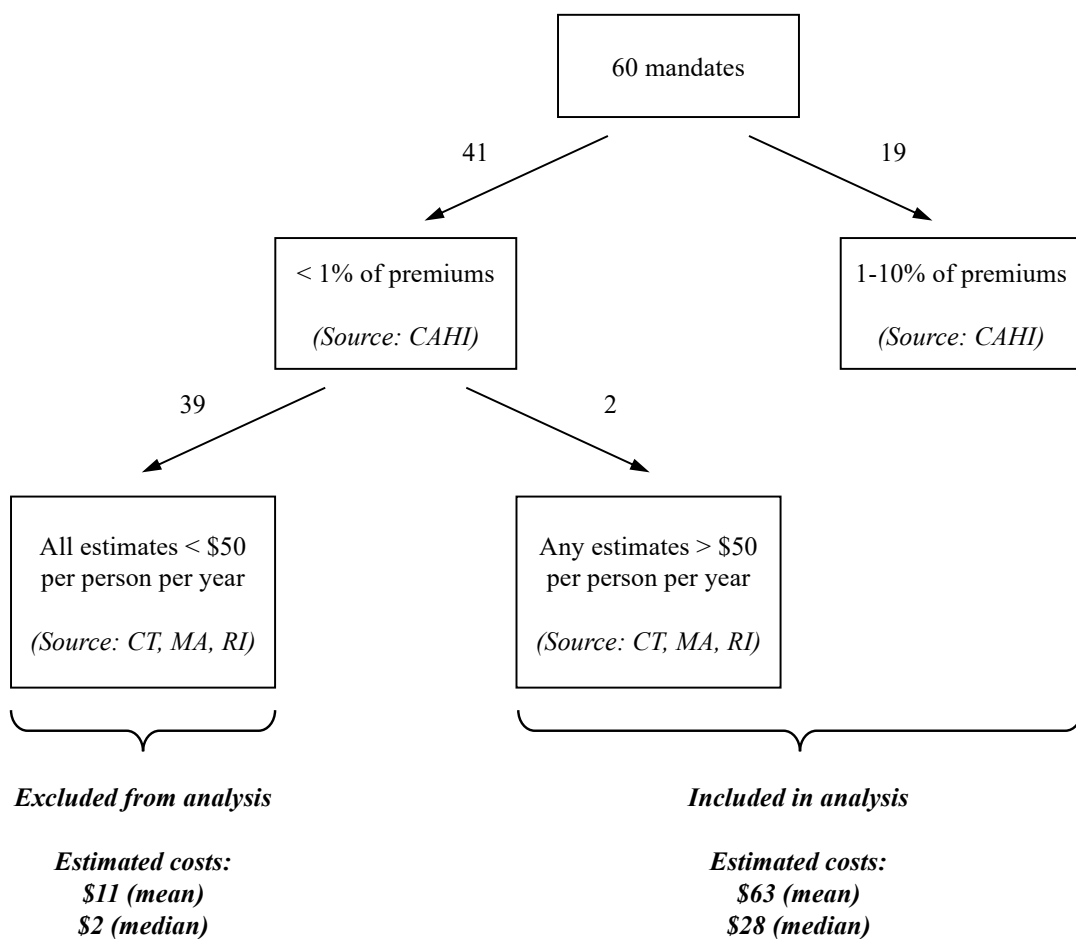 60 mandates
41
19
< 1% of premiums
(Source: CAHI)
1-10% of premiums
(Source: CAHI)
39
2
All estimates < $50
per person per year
(Source: CT, MA, RI)
Any estimates > $50
per person per year
(Source: CT, MA, RI)
Excluded from analysis
Estimated costs:
$11 (mean)
$2 (median)
Included in analysis
Estimated costs:
$63 (mean)
$28 (median)